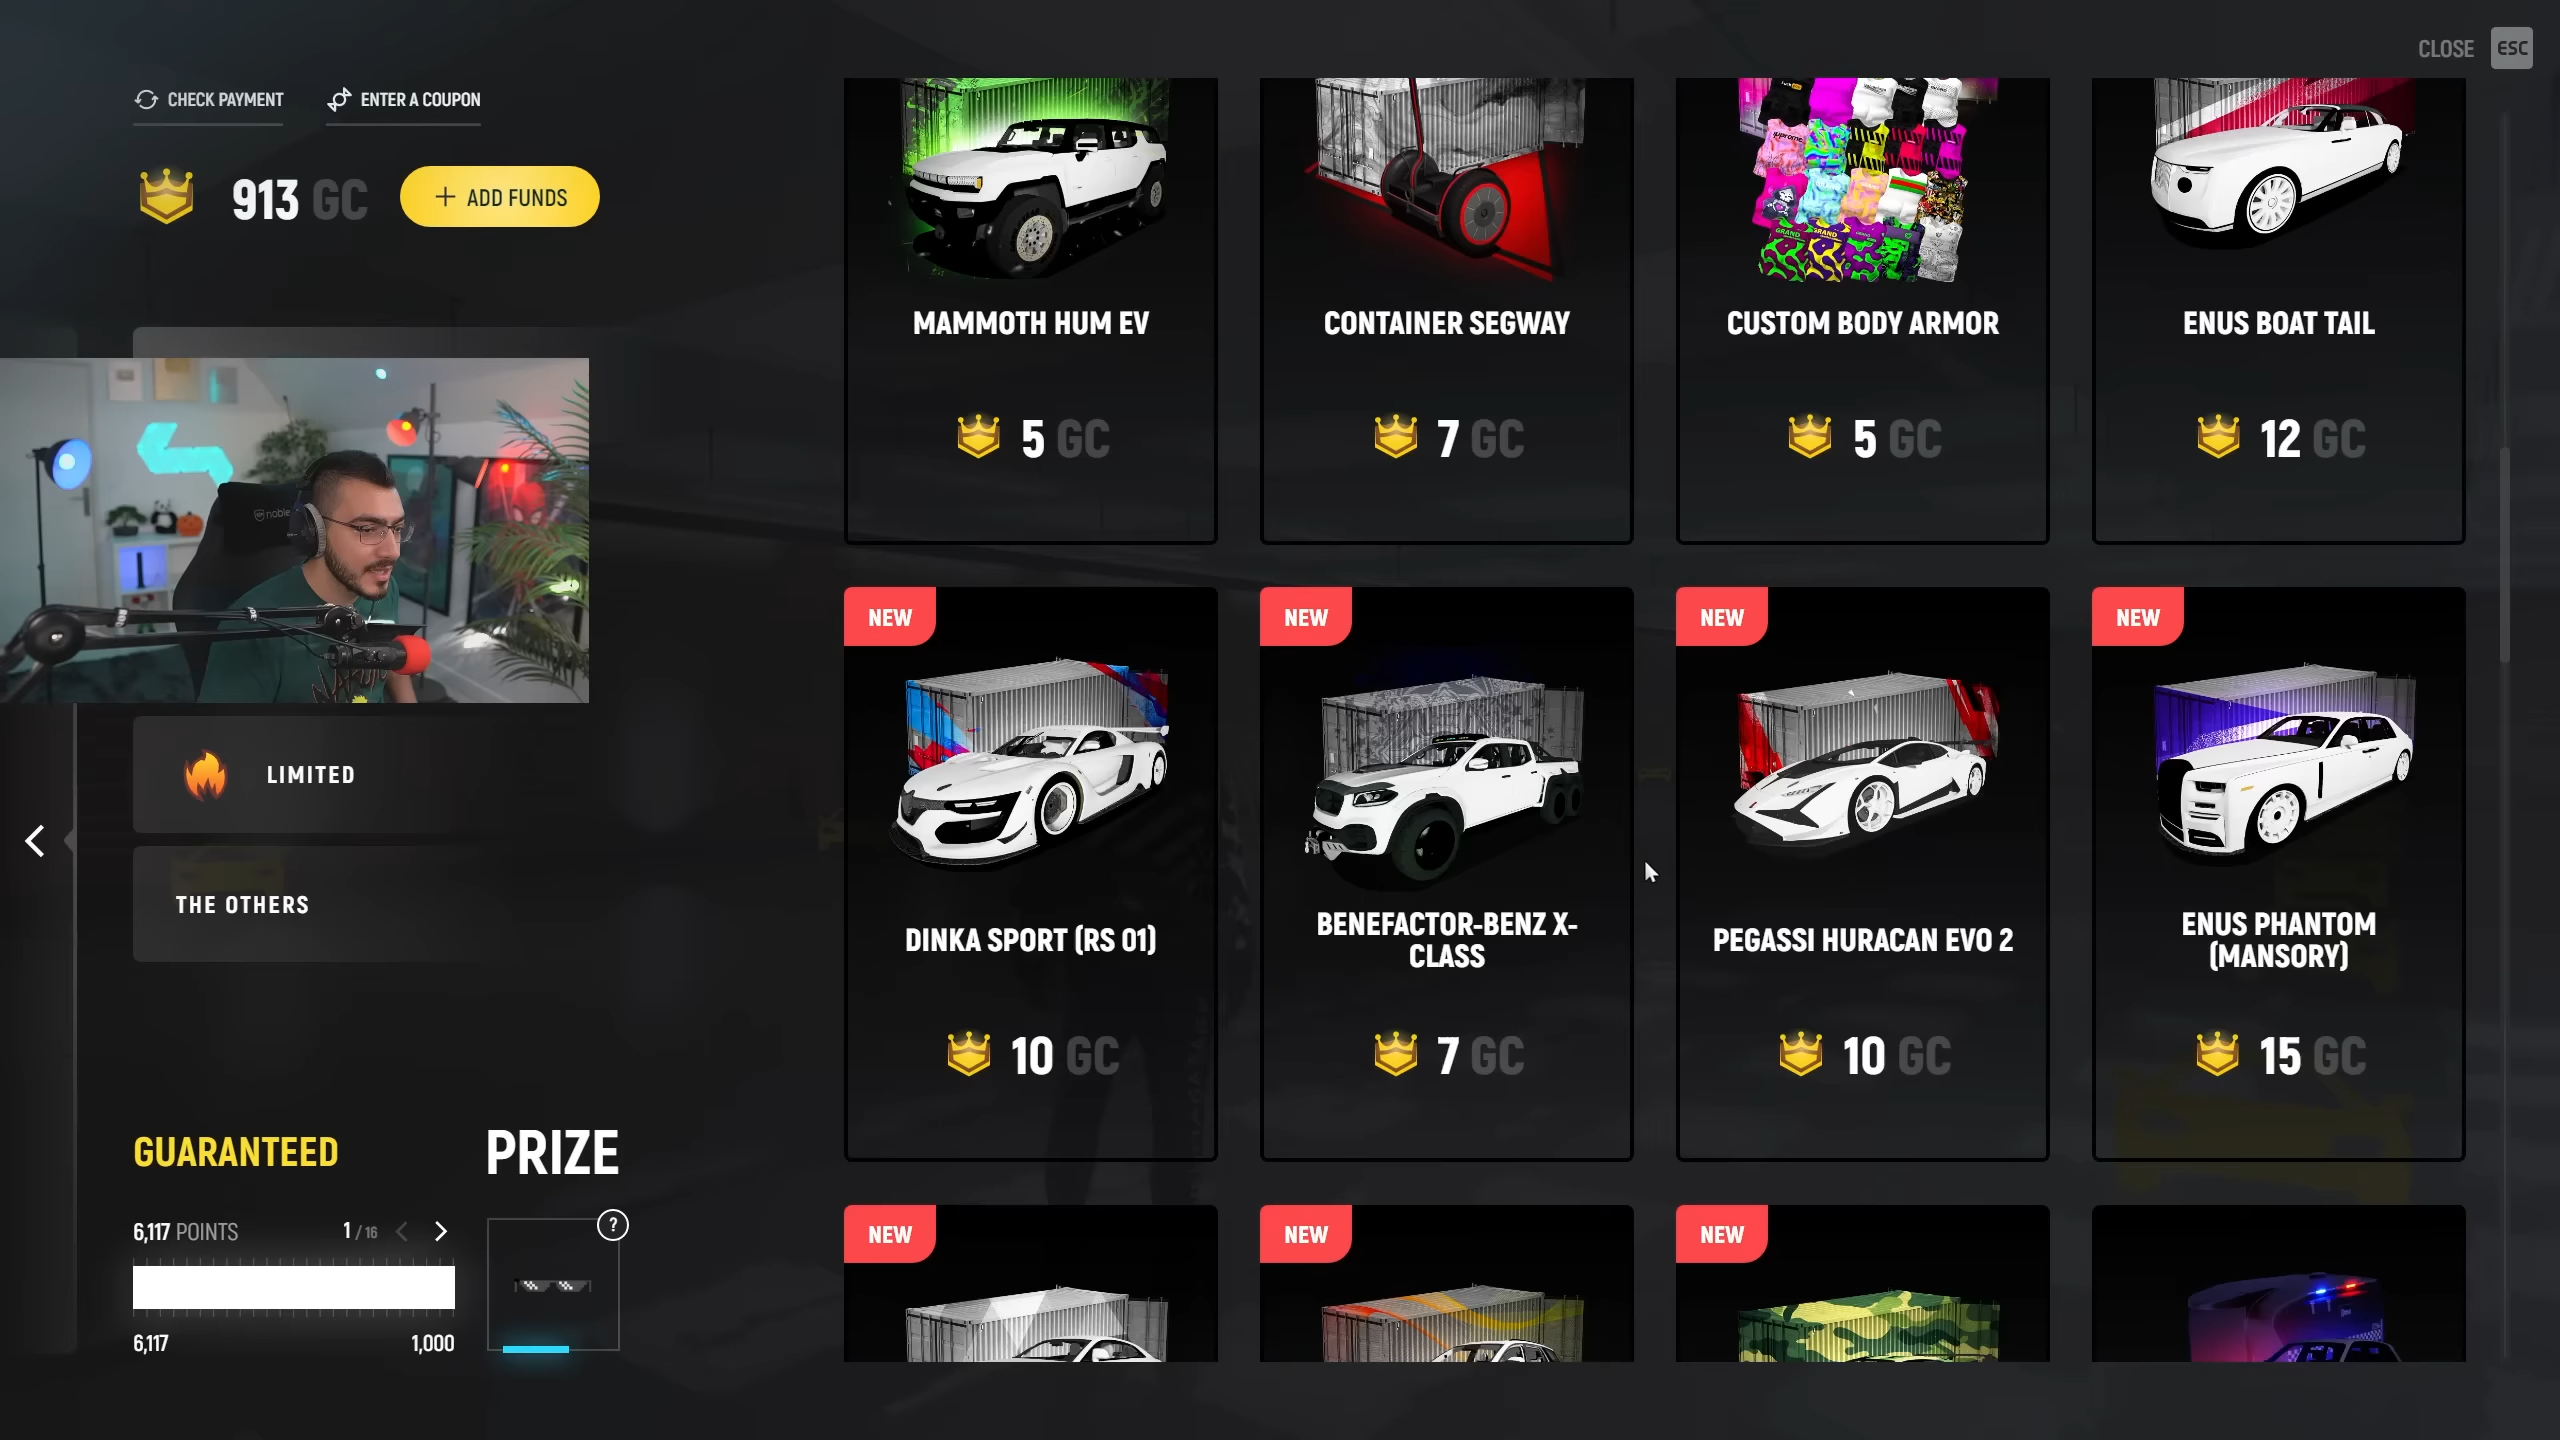 CLOSE ESC
CHECK PAYMENT ENTER A COUPON
913 GC + ADD FUNDS
MAMMOTH HUM EV
5 GC
CONTAINER SEGWAY
7 GC
CUSTOM BODY ARMOR
5 GC
ENUS BOAT TAIL
12 GC
noble
LIMITED
THE OTHERS
NEW
DINKA SPORT (RS 01)
10 GC
NEW
BENEFACTOR-BENZ X-
CLASS
7 GC
NEW
PEGASSI HURACAN EVO 2
10 GC
NEW
ENUS PHANTOM
(MANSORY)
15 GC
GUARANTEED PRIZE
6,117 POINTS 1 / 16
?
6,117 1,000
NEW
NEW
NEW